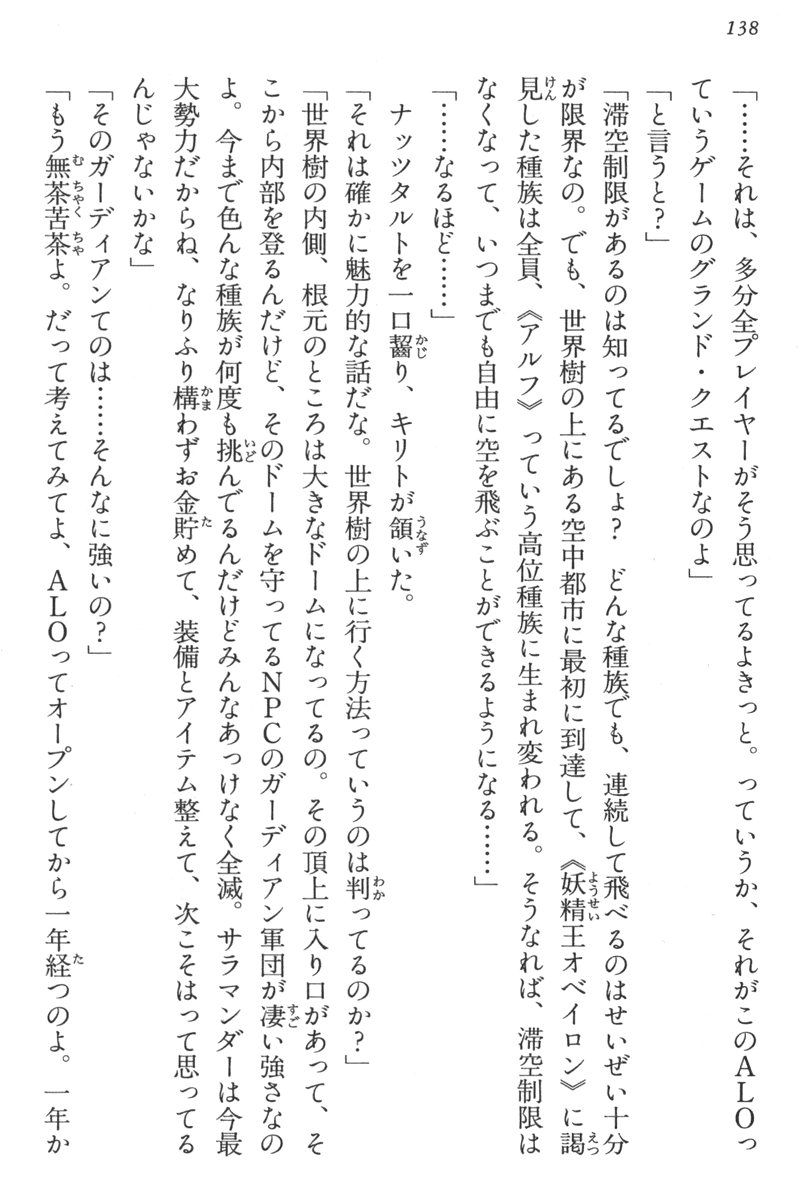 138
「……それは、多分全プレイヤーがそう思ってるよきっと。っていうか、それがこのＡＬＯっ
ていうゲームのグランド・クエストなのよ」
「と言うと？」
「滞空制限があるのは知ってるでしょ？　どんな種族でも、連続して飛べるのはせいぜい十分
が限界なの。でも、世界樹の上にある空中都市に最初に到達して、《妖精王オベイロン》に謁
見した種族は全員、《アルフ》っていう高位種族に生まれ変われる。そうなれば、滞空制限は
なくなって、いつまでも自由に空を飛ぶことができるようになる……」
「……なるほど……」
　ナッツタルトを一口齧り、キリトが頷いた。
「それは確かに魅力的な話だな。世界樹の上に行く方法っていうのは判ってるのか？」
「世界樹の内側、根元のところは大きなドームになってるの。その頂上に入り口があって、そ
こから内部を登るんだけど、そのドームを守ってるＮＰＣのガーディアン軍団が凄い強さなの
よ。今まで色んな種族が何度も挑んでるんだけどみんなあっけなく全滅。サラマンダーは今最
大勢力だからね、なりふり構わずお金貯めて、装備とアイテム整えて、次こそはって思ってる
んじゃないかな」
「そのガーディアンてのは……そんなに強いの？」
「もう無茶苦茶よ。だって考えてみてよ、ＡＬＯってオープンしてから一年経つのよ。一年か